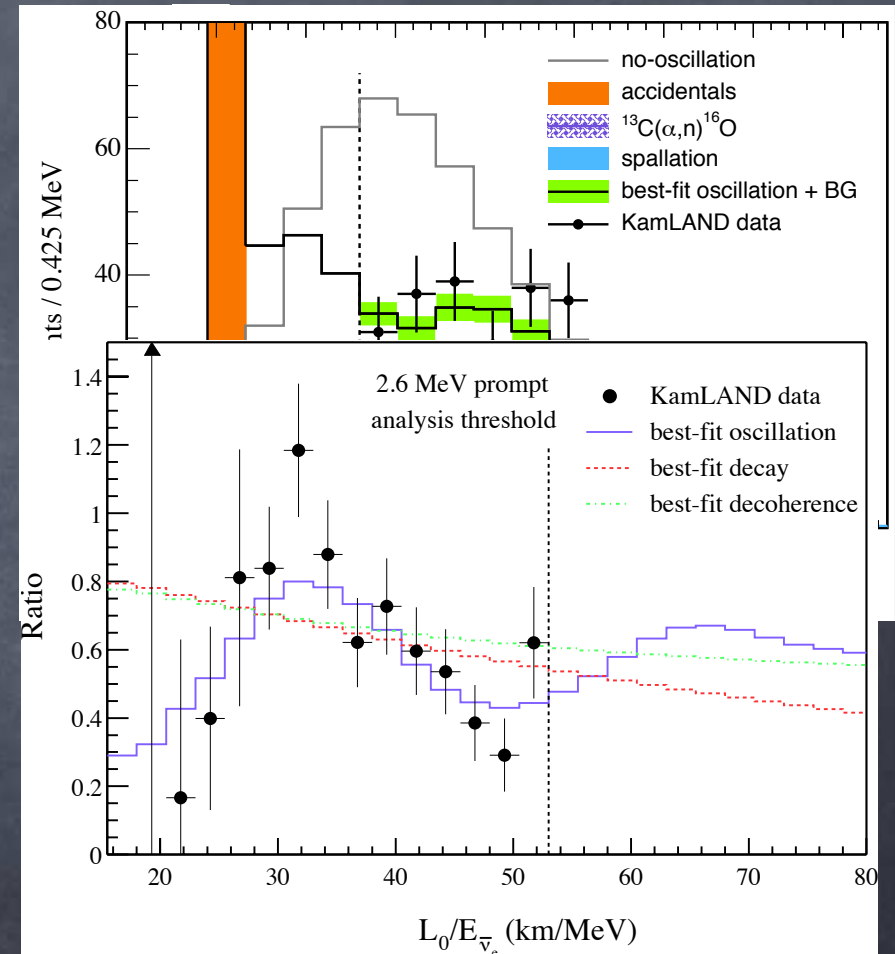 80
60
40
nts / 0.425 MeV
no-oscillation
accidentals
¹³C(α,n)¹⁶O
spallation
best-fit oscillation + BG
KamLAND data
1.4
1.2
1
0.8
0.6
0.4
0.2
0
Ratio
2.6 MeV prompt
analysis threshold
KamLAND data
best-fit oscillation
best-fit decay
best-fit decoherence
20 30 40 50 60 70 80
L₀/E_ν̅ₑ (km/MeV)